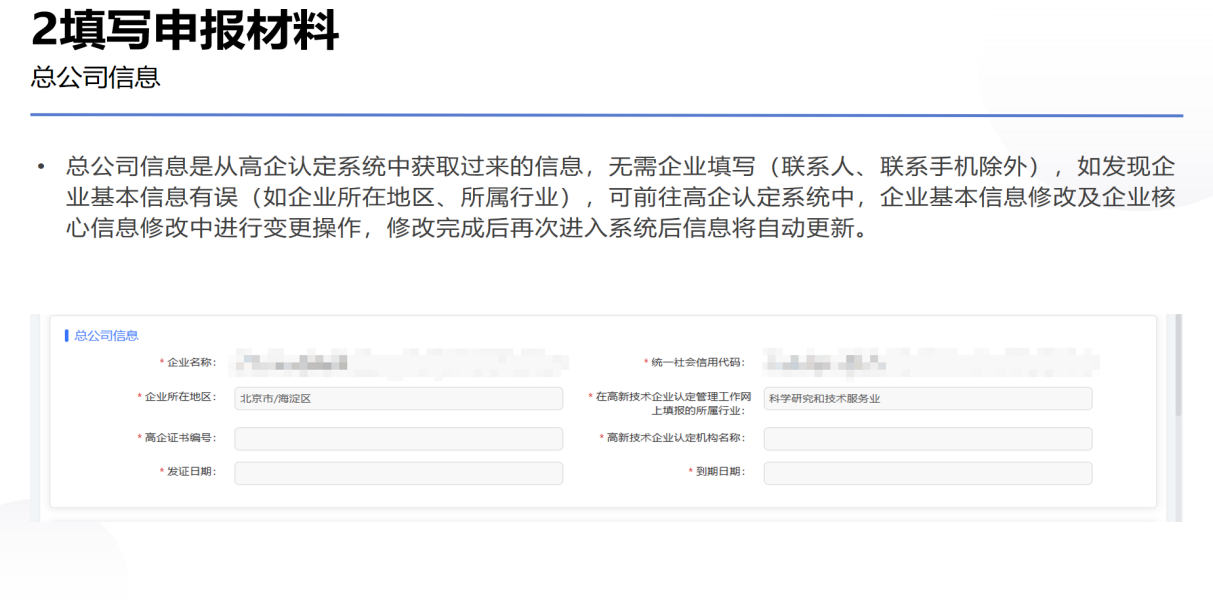 2填写申报材料
总公司信息
• 总公司信息是从高企认定系统中获取过来的信息，无需企业填写（联系人、联系手机除外），如发现企
业基本信息有误（如企业所在地区、所属行业），可前往高企认定系统中，企业基本信息修改及企业核
心信息修改中进行变更操作，修改完成后再次进入系统后信息将自动更新。
总公司信息
* 企业名称： * 统一社会信用代码：
* 企业所在地区： 北京市/海淀区 * 在高新技术企业认定管理工作网 科学研究和技术服务业
上填报的所属行业：
* 高企证书编号： * 高新技术企业认定机构名称：
* 发证日期： * 到期日期：